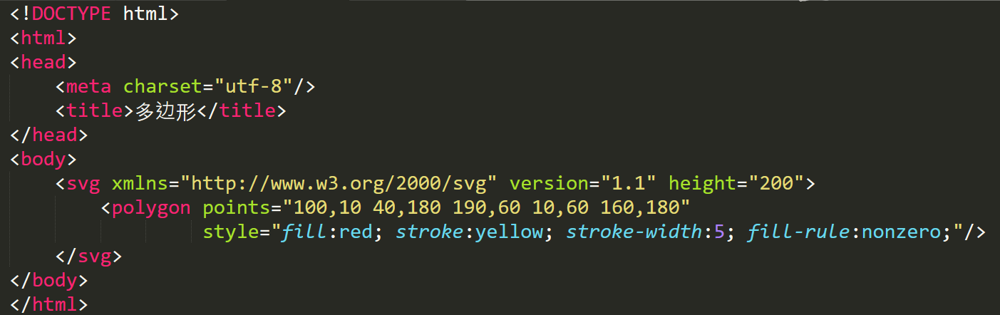 <!DOCTYPE html>
<html>
<head>
    <meta charset="utf-8"/>
    <title>多边形</title>
</head>
<body>
    <svg xmlns="http://www.w3.org/2000/svg" version="1.1" height="200">
        <polygon points="100,10 40,180 190,60 10,60 160,180"
                 style="fill:red; stroke:yellow; stroke-width:5; fill-rule:nonzero;"/>
    </svg>
</body>
</html>